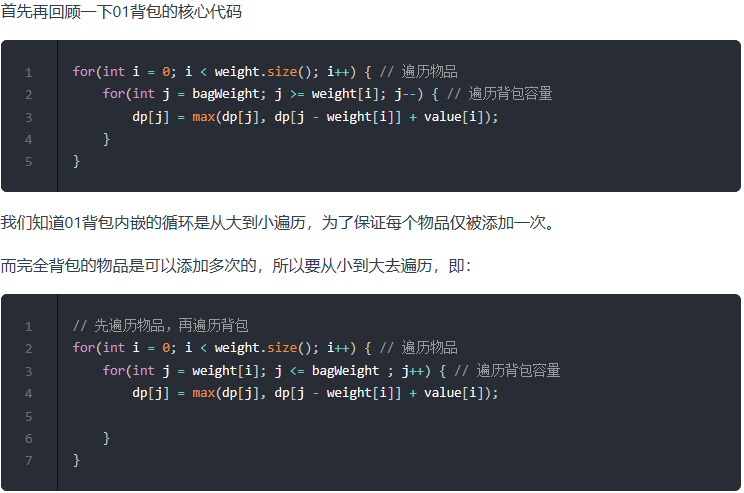 首先再回顾一下01背包的核心代码
1 for(int i = 0; i < weight.size(); i++) { // 遍历物品
2     for(int j = bagWeight; j >= weight[i]; j--) { // 遍历背包容量
3         dp[j] = max(dp[j], dp[j - weight[i]] + value[i]);
4     }
5 }
我们知道01背包内嵌的循环是从大到小遍历，为了保证每个物品仅被添加一次。
而完全背包的物品是可以添加多次的，所以要从小到大去遍历，即：
1 // 先遍历物品，再遍历背包
2 for(int i = 0; i < weight.size(); i++) { // 遍历物品
3     for(int j = weight[i]; j <= bagWeight ; j++) { // 遍历背包容量
4         dp[j] = max(dp[j], dp[j - weight[i]] + value[i]);
5
6     }
7 }